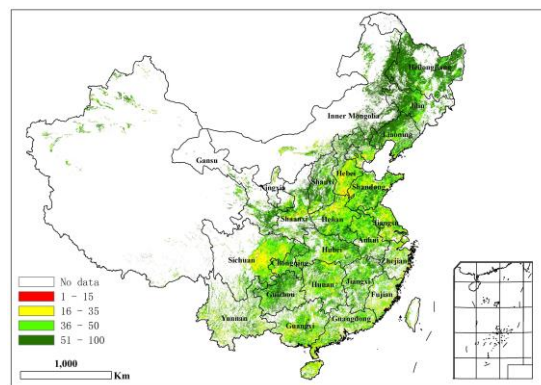 Heilongjiang
Jilin
Liaoning
Inner Mongolia
Gansu
Hebei
Ningxia
Shanxi
Shandong
Shaanxi
Henan
Jiangsu
Anhui
Hubei
Sichuan
Chongqing
Zhejiang
Hunan
Jiangxi
Guizhou
Fujian
Yunnan
Guangxi
Guangdong
No data
1 - 15
16 - 35
36 - 50
51 - 100
1,000
Km